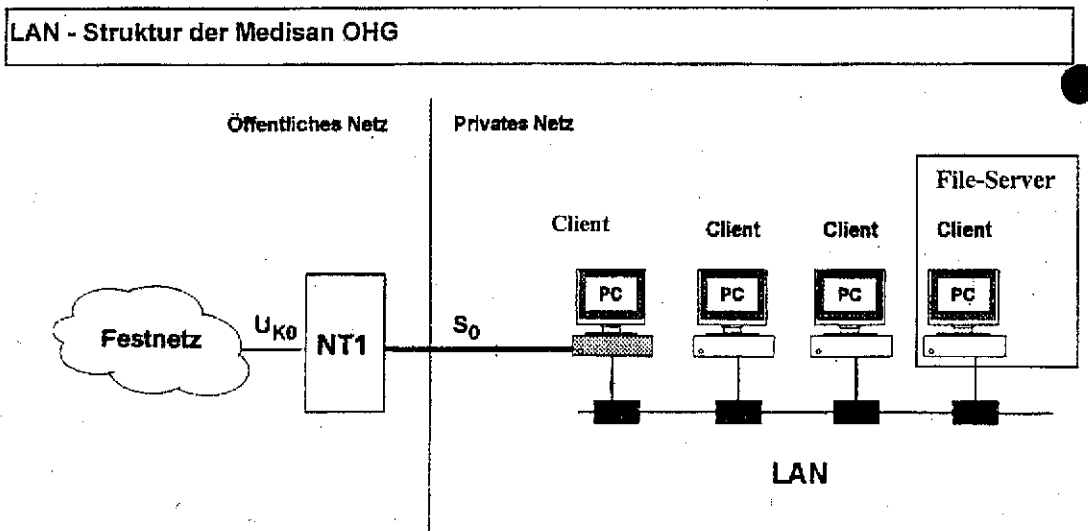 LAN - Struktur der Medisan OHG
Öffentliches Netz
Privates Netz
File-Server
Client
Client
Client
Client
PC
PC
PC
PC
Festnetz
UK0
NT1
S0
LAN